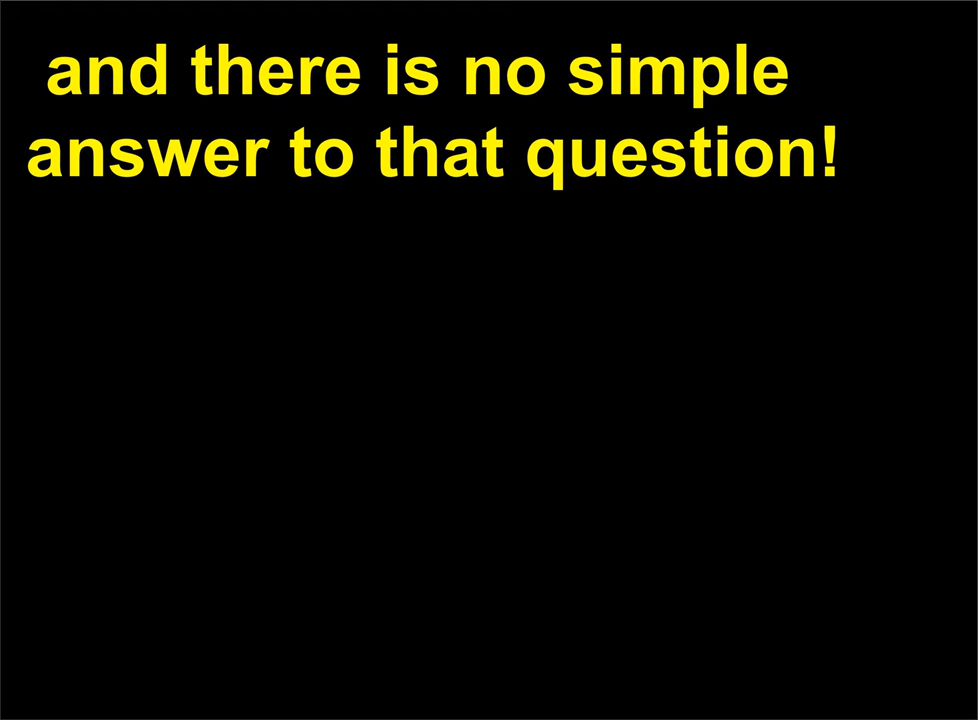 and there is no simple
answer to that question!